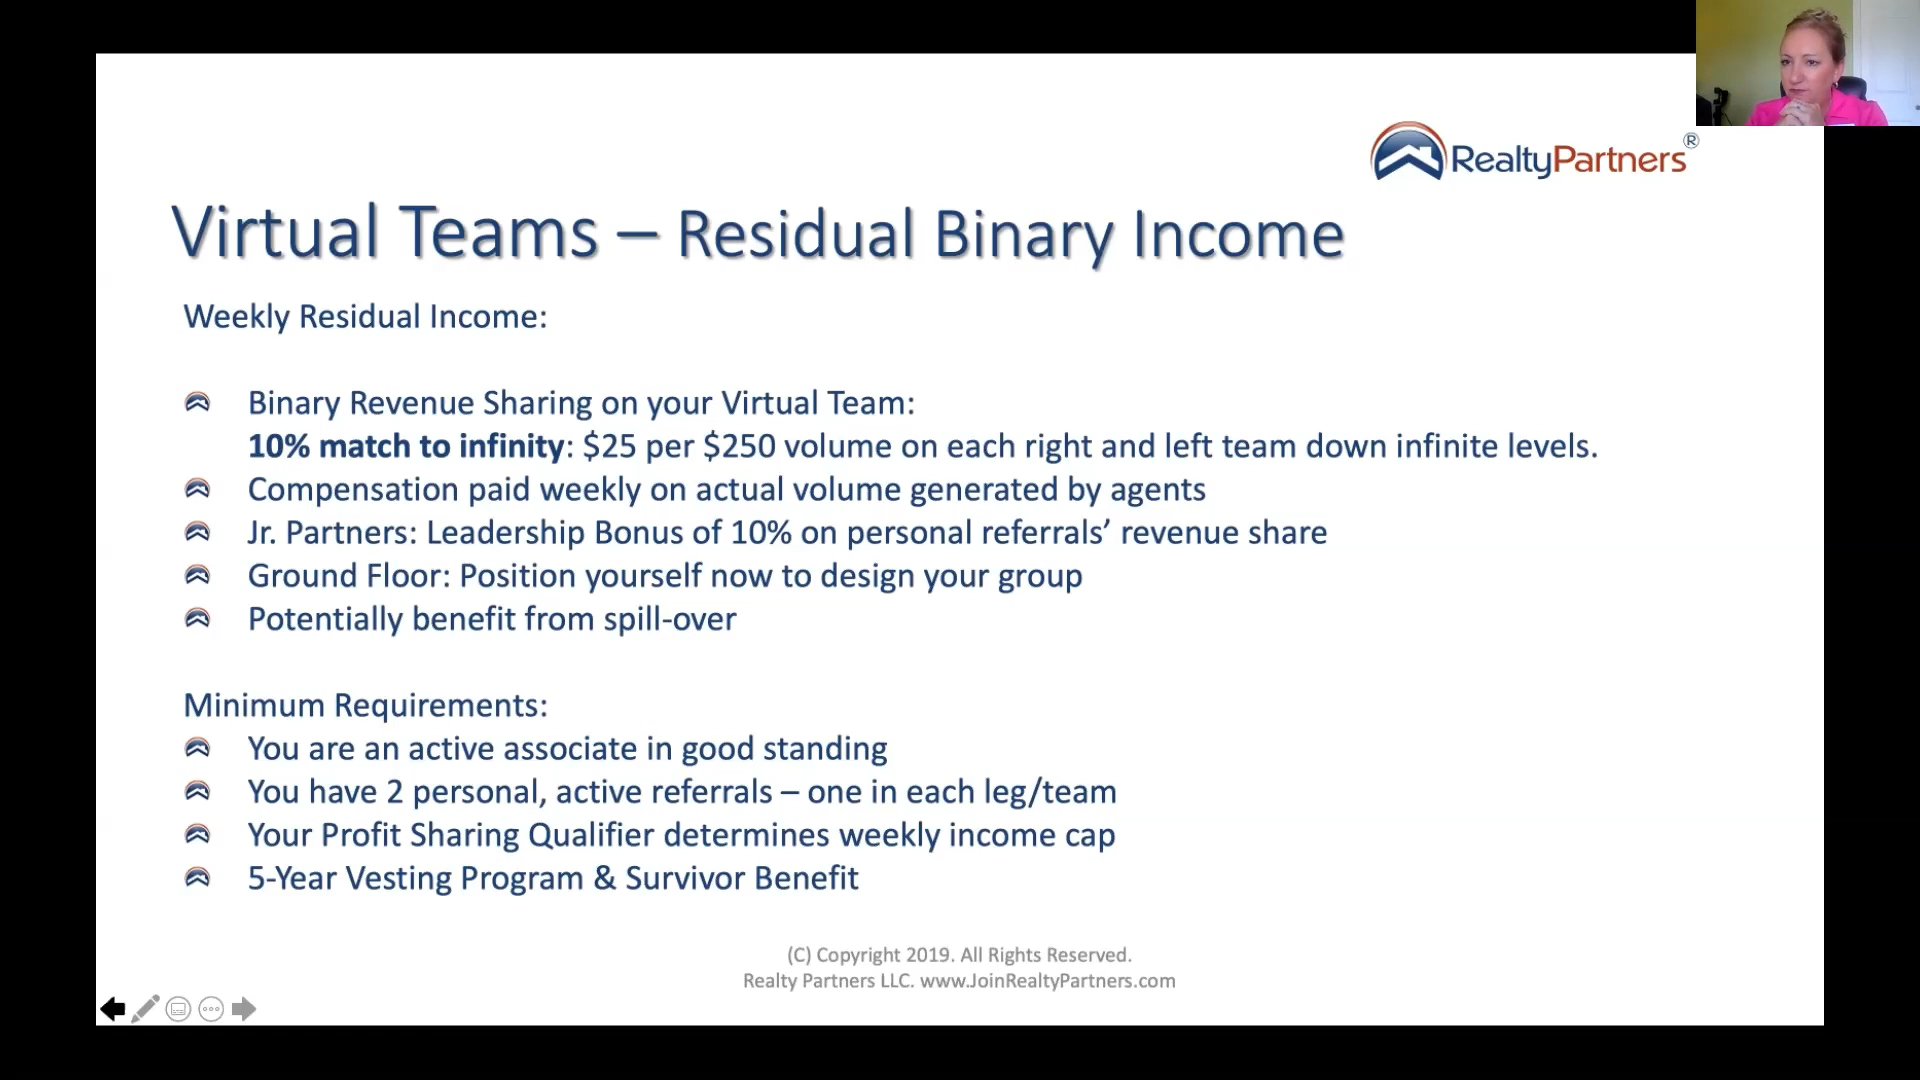 RealtyPartners®
Virtual Teams – Residual Binary Income
Weekly Residual Income:
Binary Revenue Sharing on your Virtual Team:
10% match to infinity: $25 per $250 volume on each right and left team down infinite levels.
Compensation paid weekly on actual volume generated by agents
Jr. Partners: Leadership Bonus of 10% on personal referrals’ revenue share
Ground Floor: Position yourself now to design your group
Potentially benefit from spill-over
Minimum Requirements:
You are an active associate in good standing
You have 2 personal, active referrals – one in each leg/team
Your Profit Sharing Qualifier determines weekly income cap
5-Year Vesting Program & Survivor Benefit
(C) Copyright 2019. All Rights Reserved.
Realty Partners LLC. www.JoinRealtyPartners.com